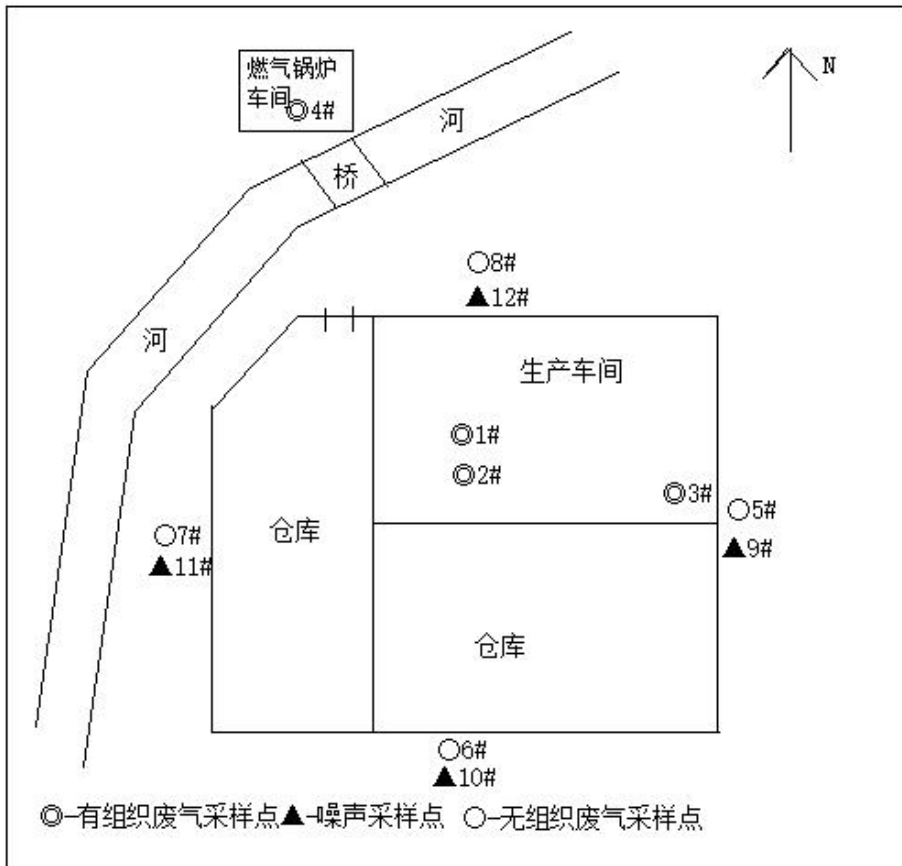 燃气锅炉
车间◎4#
N
河
桥
○8#
▲12#
河
生产车间
◎1#
◎2#
◎3#
○5#
○7#
仓库
▲11#
▲9#
仓库
○6#
▲10#
◎-有组织废气采样点▲-噪声采样点 ○-无组织废气采样点